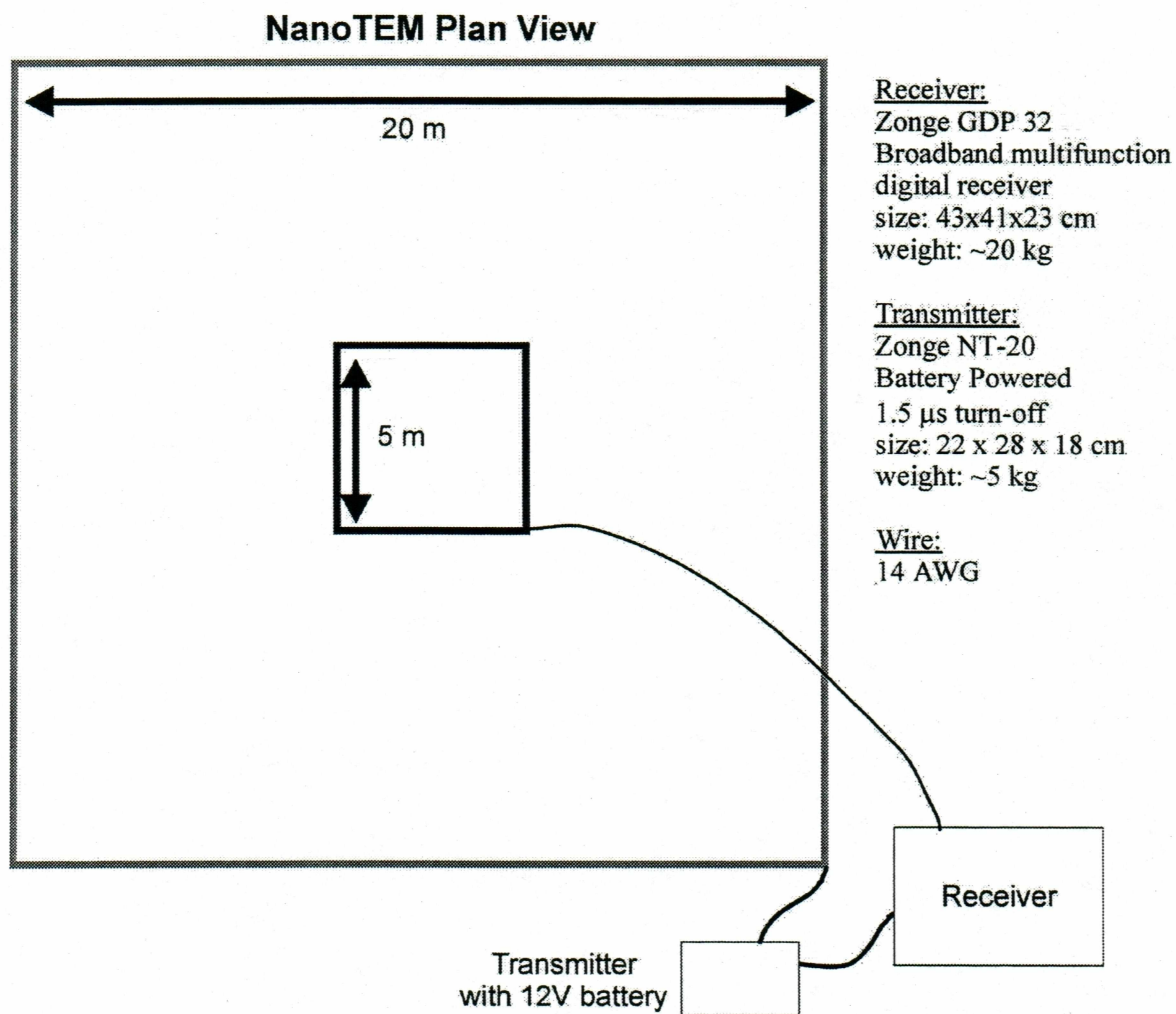 NanoTEM Plan View
20 m
5 m
Receiver:
Zonge GDP 32
Broadband multifunction
digital receiver
size: 43x41x23 cm
weight: ~20 kg
Transmitter:
Zonge NT-20
Battery Powered
1.5 μs turn-off
size: 22 x 28 x 18 cm
weight: ~5 kg
Wire:
14 AWG
Receiver
Transmitter
with 12V battery